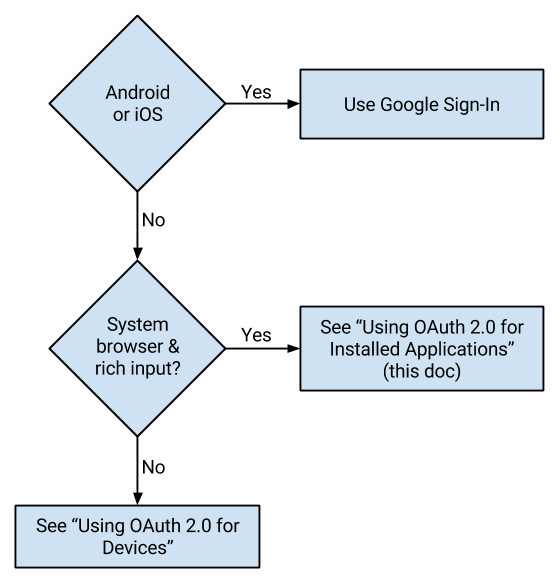 Android
or iOS
Yes
Use Google Sign-In
No
System
browser &
rich input?
Yes
See “Using OAuth 2.0 for
Installed Applications”
(this doc)
No
See “Using OAuth 2.0 for
Devices”